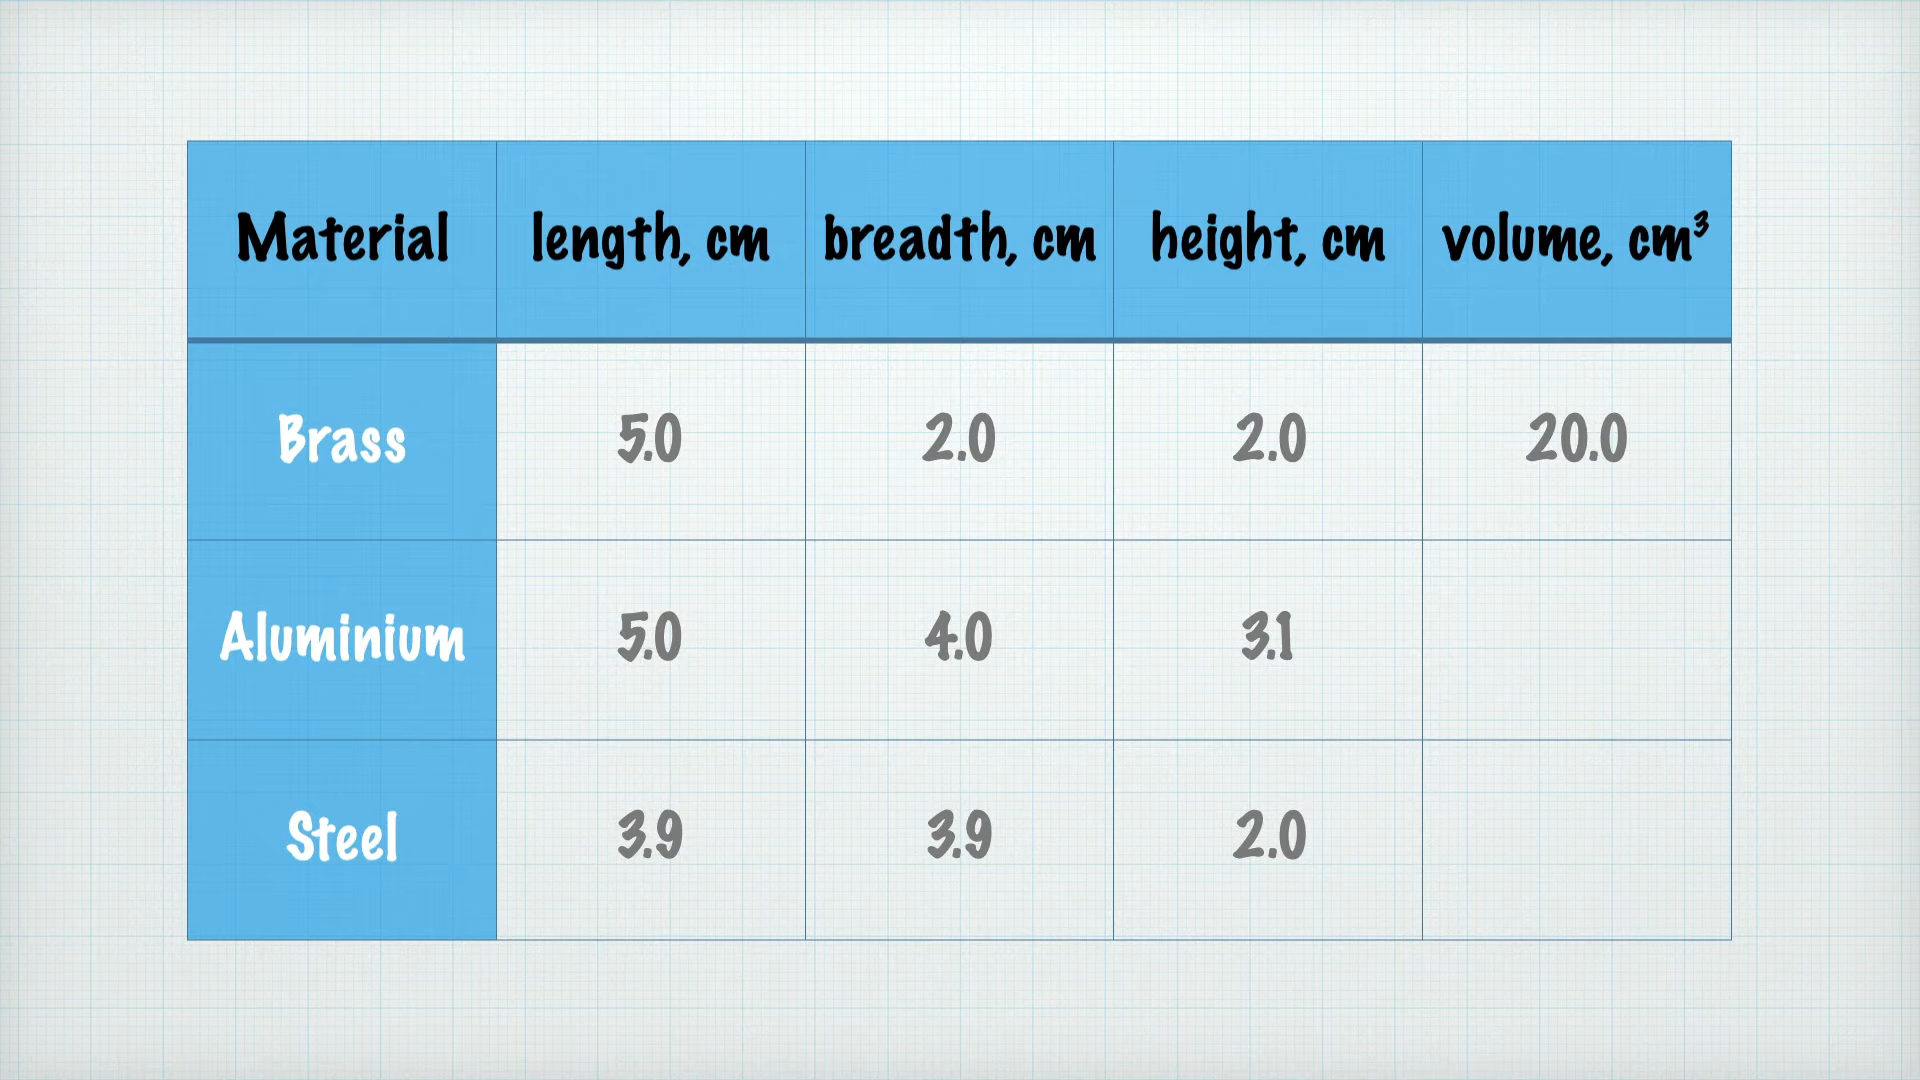 Material length, cm breadth, cm height, cm volume, cm³
Brass 5.0 2.0 2.0 20.0
Aluminium 5.0 4.0 3.1
Steel 3.9 3.9 2.0